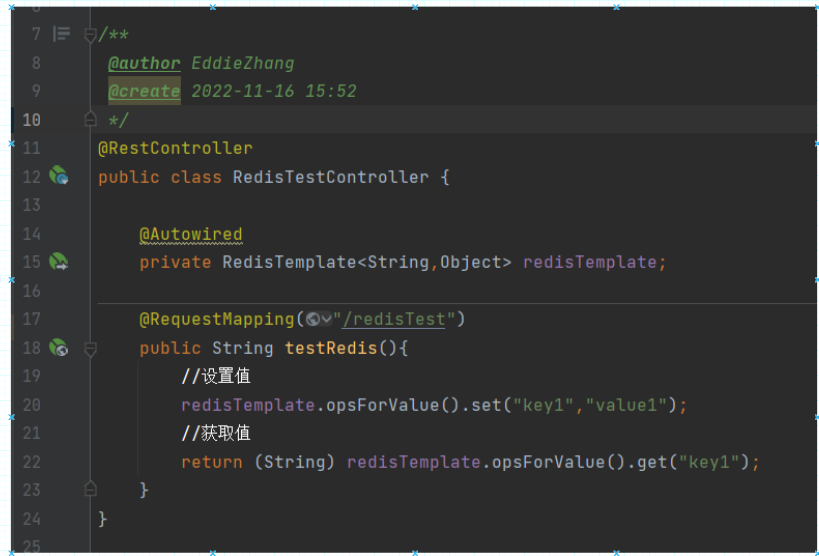 7 /**
8 @author EddieZhang
9 @create 2022-11-16 15:52
10 */
11 @RestController
12 public class RedisTestController {
13
14 @Autowired
15 private RedisTemplate<String,Object> redisTemplate;
16
17 @RequestMapping("/redisTest")
18 public String testRedis(){
19 //设置值
20 redisTemplate.opsForValue().set("key1","value1");
21 //获取值
22 return (String) redisTemplate.opsForValue().get("key1");
23 }
24 }
25